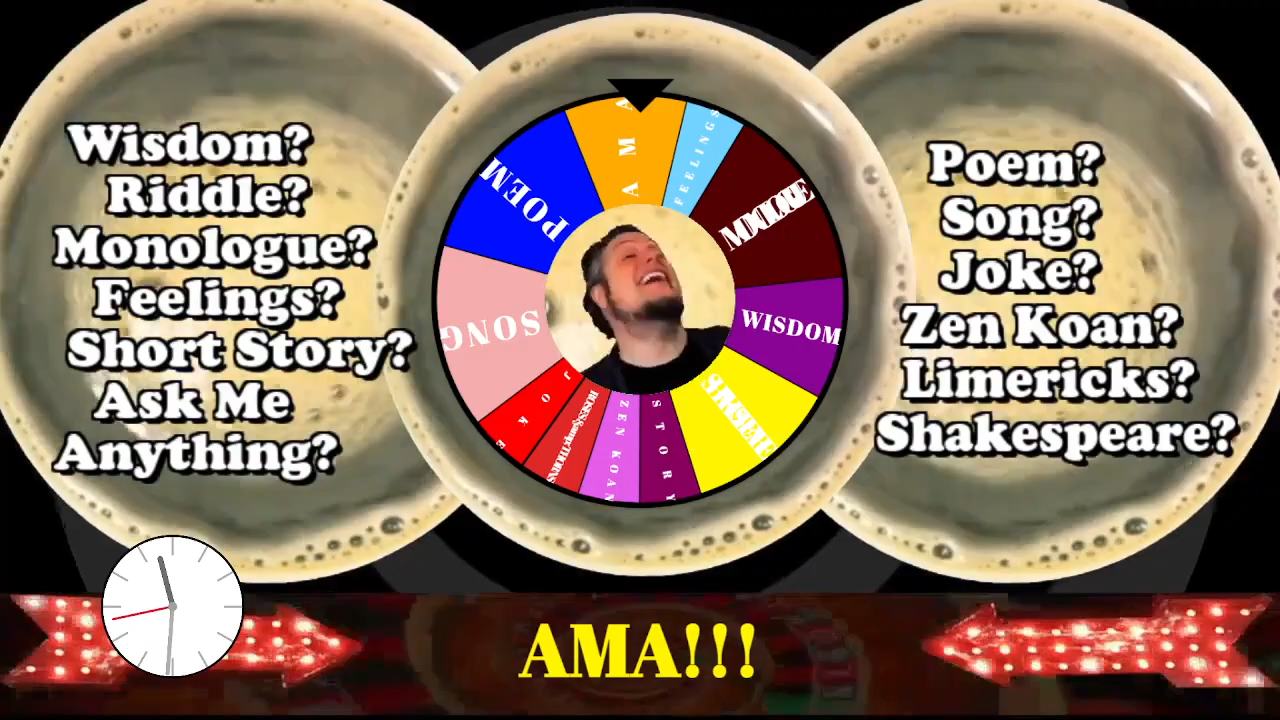 Wisdom?
Riddle?
Monologue?
Feelings?
Short Story?
Ask Me
Anything?
AMA
FEELINGS
WISDOM
STORY
ZEN KOAN
JOKE
SONG
POEM
Poem?
Song?
Joke?
Zen Koan?
Limericks?
Shakespeare?
AMA!!!